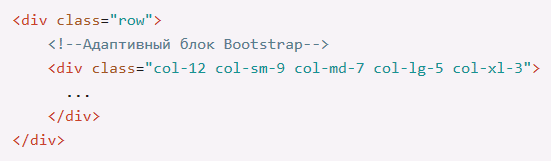 <div class="row">
<!--Адаптивный блок Bootstrap-->
<div class="col-12 col-sm-9 col-md-7 col-lg-5 col-xl-3">
...
</div>
</div>